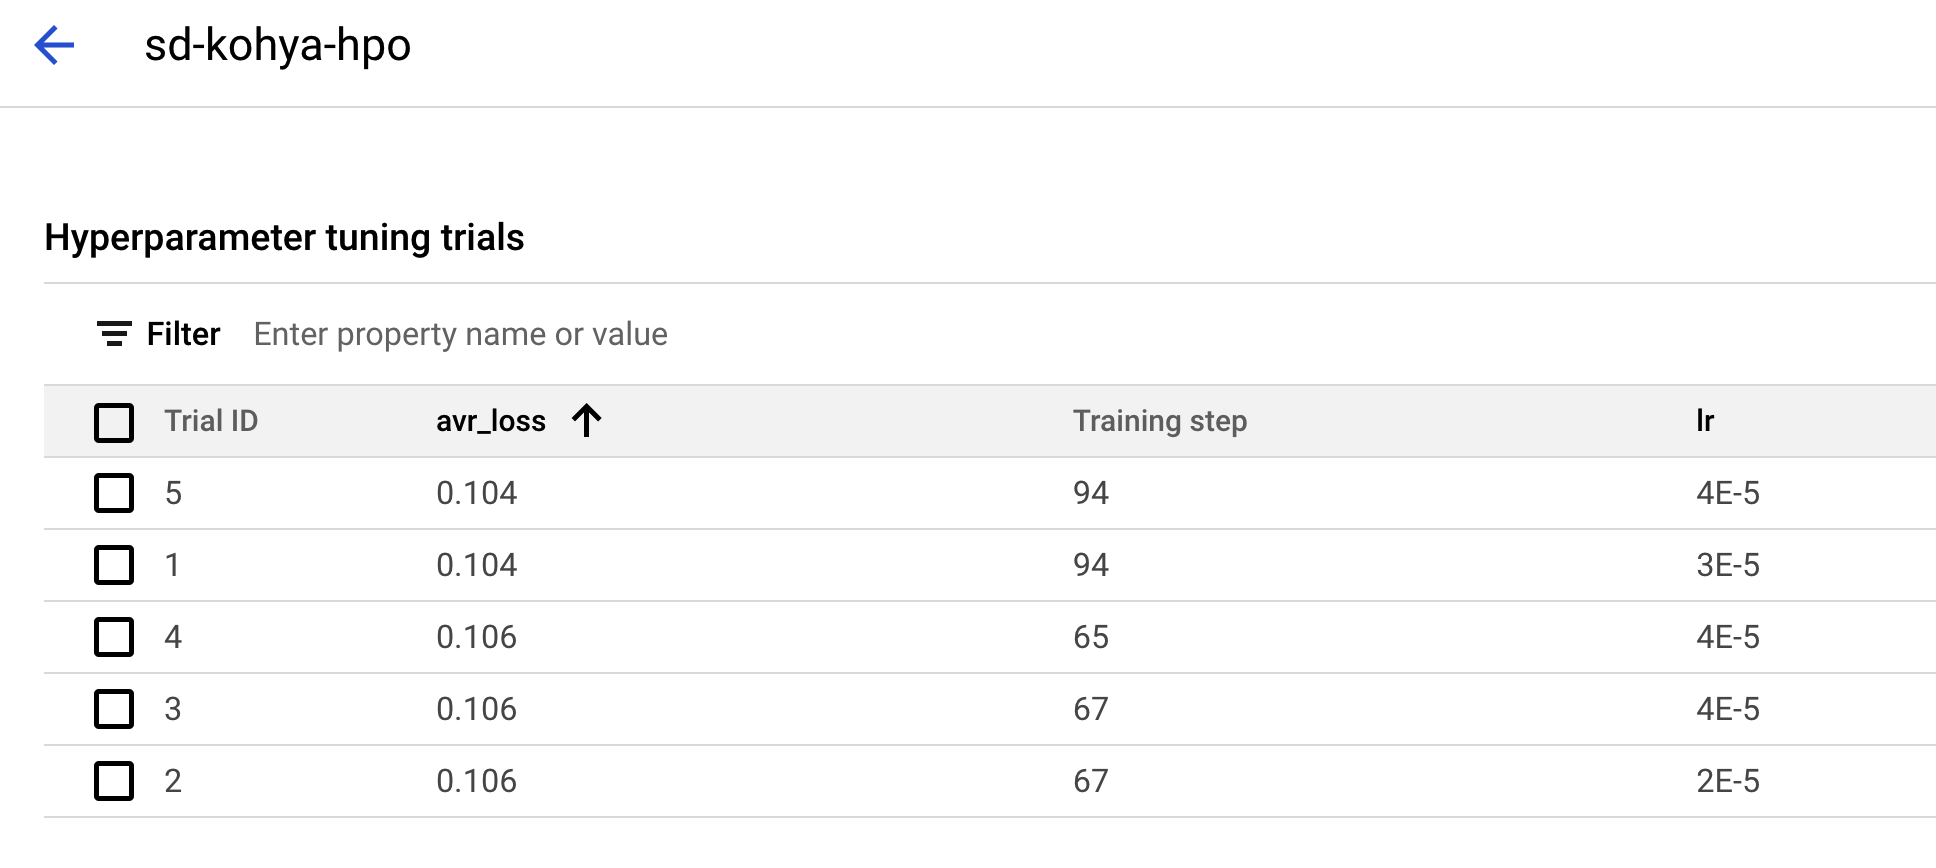 sd-kohya-hpo
Hyperparameter tuning trials
Filter Enter property name or value
Trial ID avr_loss Training step lr
5 0.104 94 4E-5
1 0.104 94 3E-5
4 0.106 65 4E-5
3 0.106 67 4E-5
2 0.106 67 2E-5